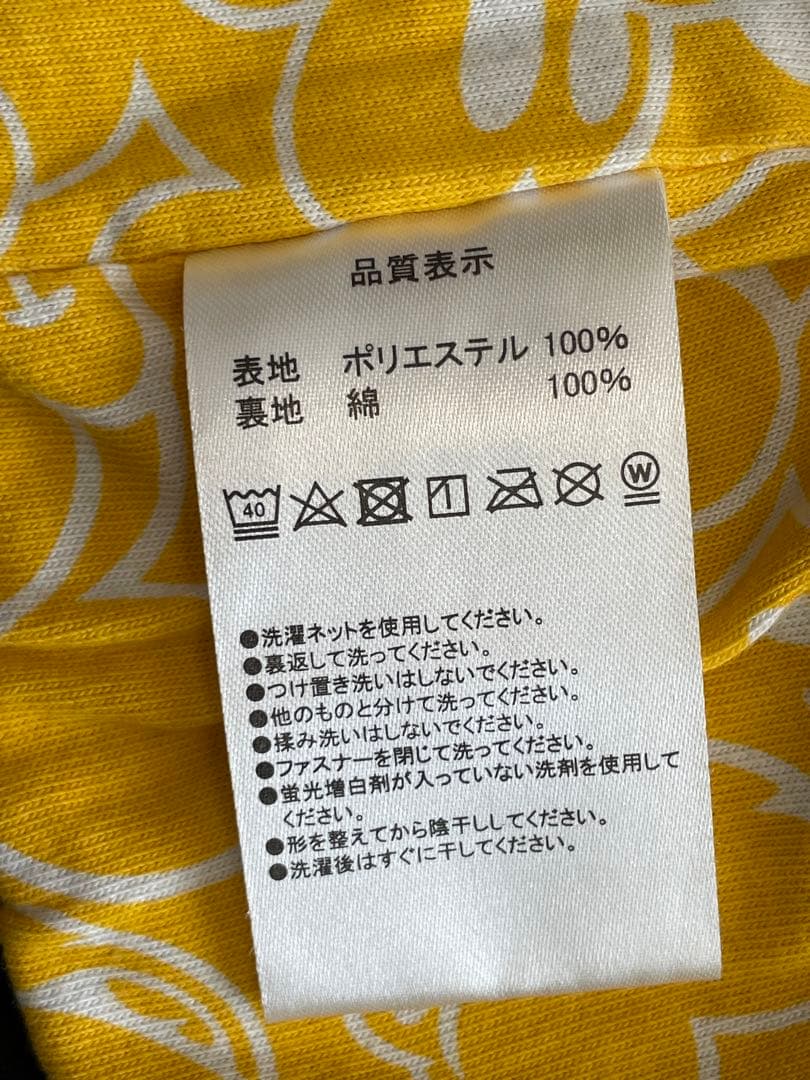 品質表示
表地 ポリエステル 100%
裏地 綿 100%
40
W
●洗濯ネットを使用してください。
●裏返して洗ってください。
●つけ置き洗いはしないでください。
●他のものと分けて洗ってください。
●揉み洗いはしないでください。
●ファスナーを閉じて洗ってください。
●蛍光増白剤が入っていない洗剤を使用して
ください。
●形を整えてから陰干ししてください。
●洗濯後はすぐに干してください。